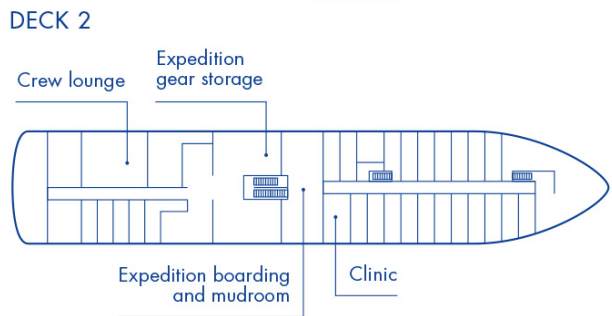 DECK 2
Expedition
gear storage
Crew lounge
Expedition boarding
and mudroom
Clinic